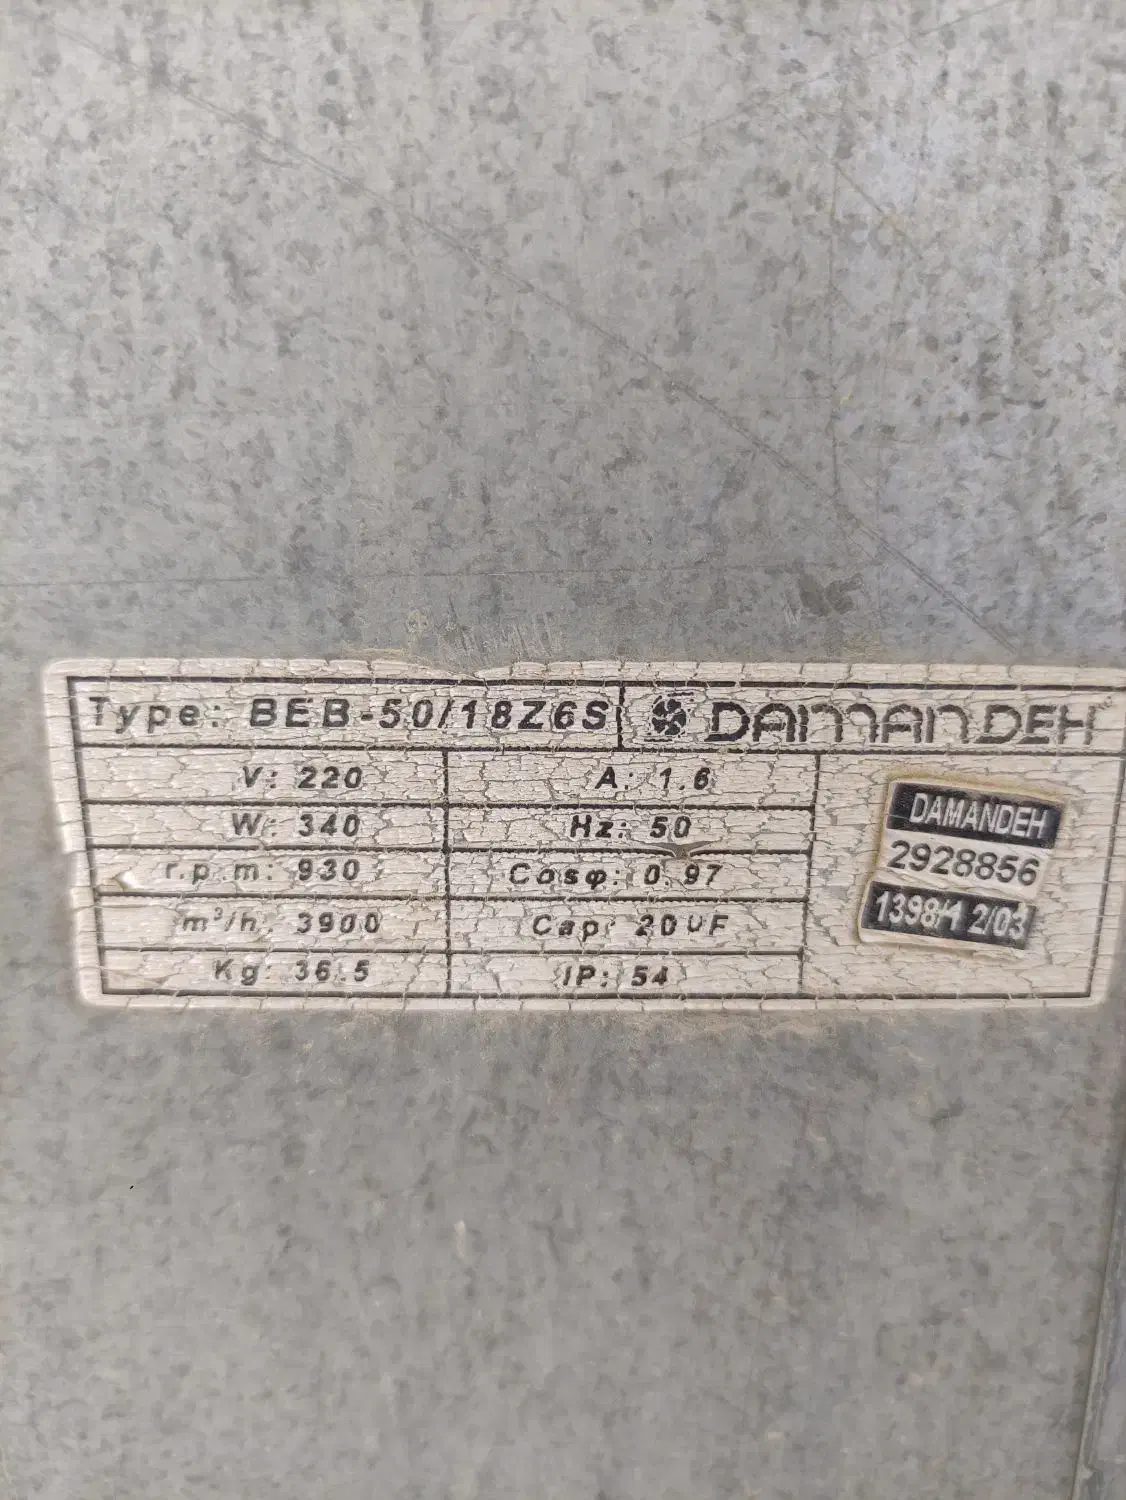 Type: BEB-50/18Z6S DAMANDEH
V: 220 A: 1.6
W: 340 Hz: 50
r.p.m: 930 Cosφ: 0.97
m³/h: 3900 Cap: 20UF
Kg: 36.5 IP: 54
DAMANDEH
2928856
1398/12/03